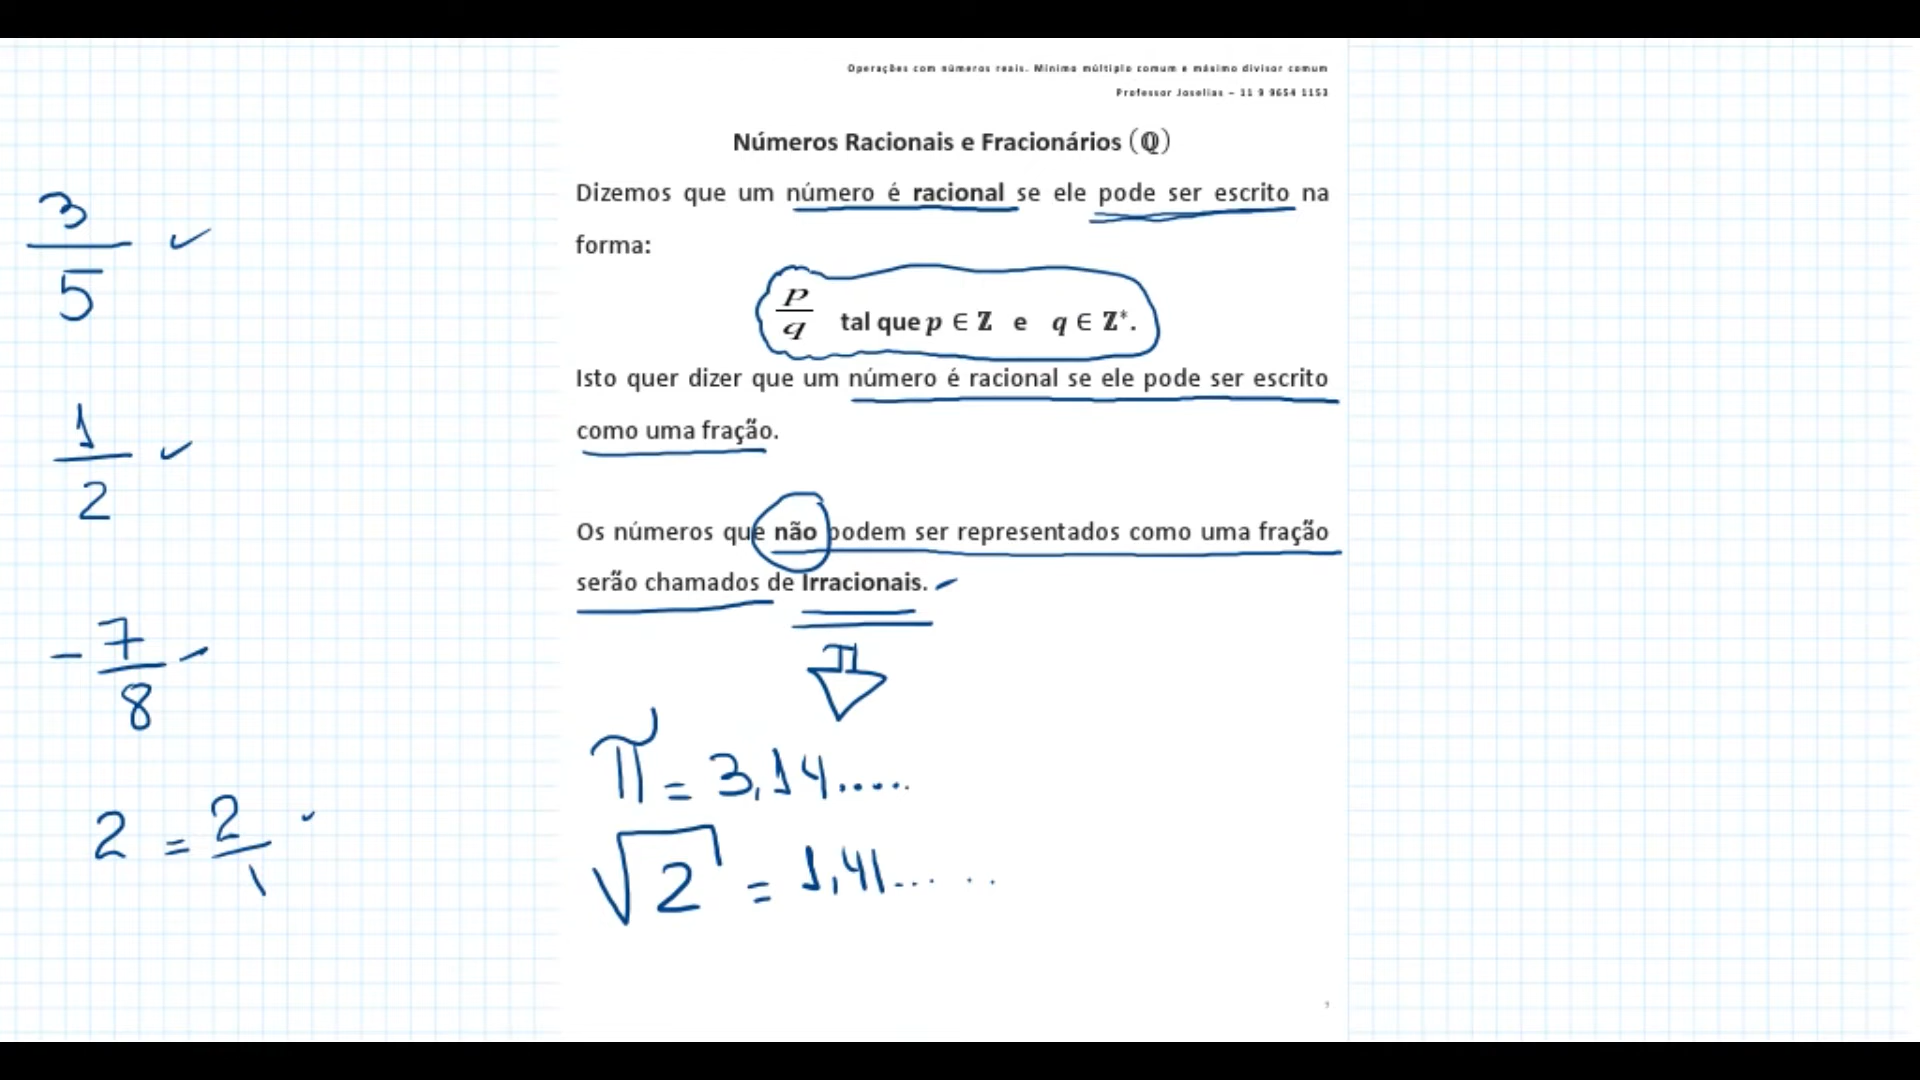 Operações com números reais. Mínimo múltiplo comum e máximo divisor comum
Professor Joselias – 11 9 9654 1153
Números Racionais e Fracionários (ℚ)
Dizemos que um número é racional se ele pode ser escrito na
forma:
p/q tal que p ∈ ℤ e q ∈ ℤ*.
Isto quer dizer que um número é racional se ele pode ser escrito
como uma fração.
Os números que não podem ser representados como uma fração
serão chamados de Irracionais.
π = 3,14.....
√2 = 1,41.....
3/5 ✓
1/2 ✓
-7/8
2 = 2/1